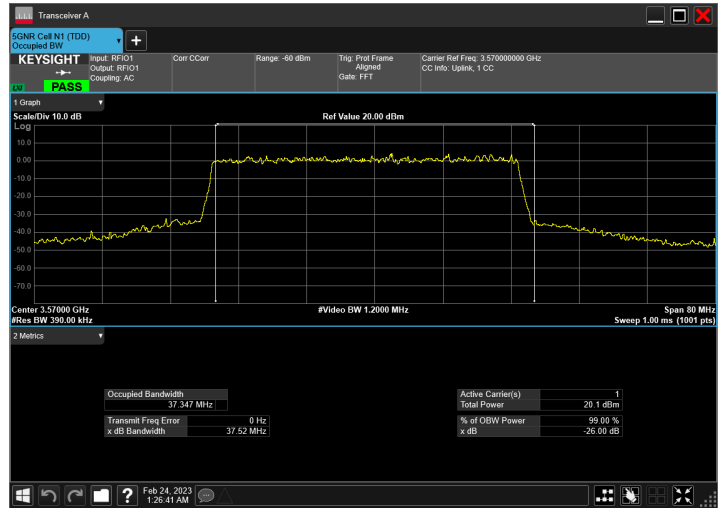 Transceiver A
5GNR Cell N1 (TDD)
Occupied BW
KEYSIGHT
Input: RFIO1
Output: RFIO1
Coupling: AC
Corr CCorr
Range: -60 dBm
Trig: Prot Frame
Aligned
Gate: FFT
Carrier Ref Freq: 3.570000000 GHz
CC Info: Uplink, 1 CC
LXI
PASS
1 Graph
Scale/Div 10.0 dB
Ref Value 20.00 dBm
Log
10.0
0.00
-10.0
-20.0
-30.0
-40.0
-50.0
-60.0
-70.0
Center 3.57000 GHz
#Video BW 1.2000 MHz
Span 80 MHz
#Res BW 390.00 kHz
Sweep 1.00 ms (1001 pts)
2 Metrics
Occupied Bandwidth
37.347 MHz
Transmit Freq Error 0 Hz
x dB Bandwidth 37.52 MHz
Active Carrier(s) 1
Total Power 20.1 dBm
% of OBW Power 99.00 %
x dB -26.00 dB
Feb 24, 2023
1:26:41 AM